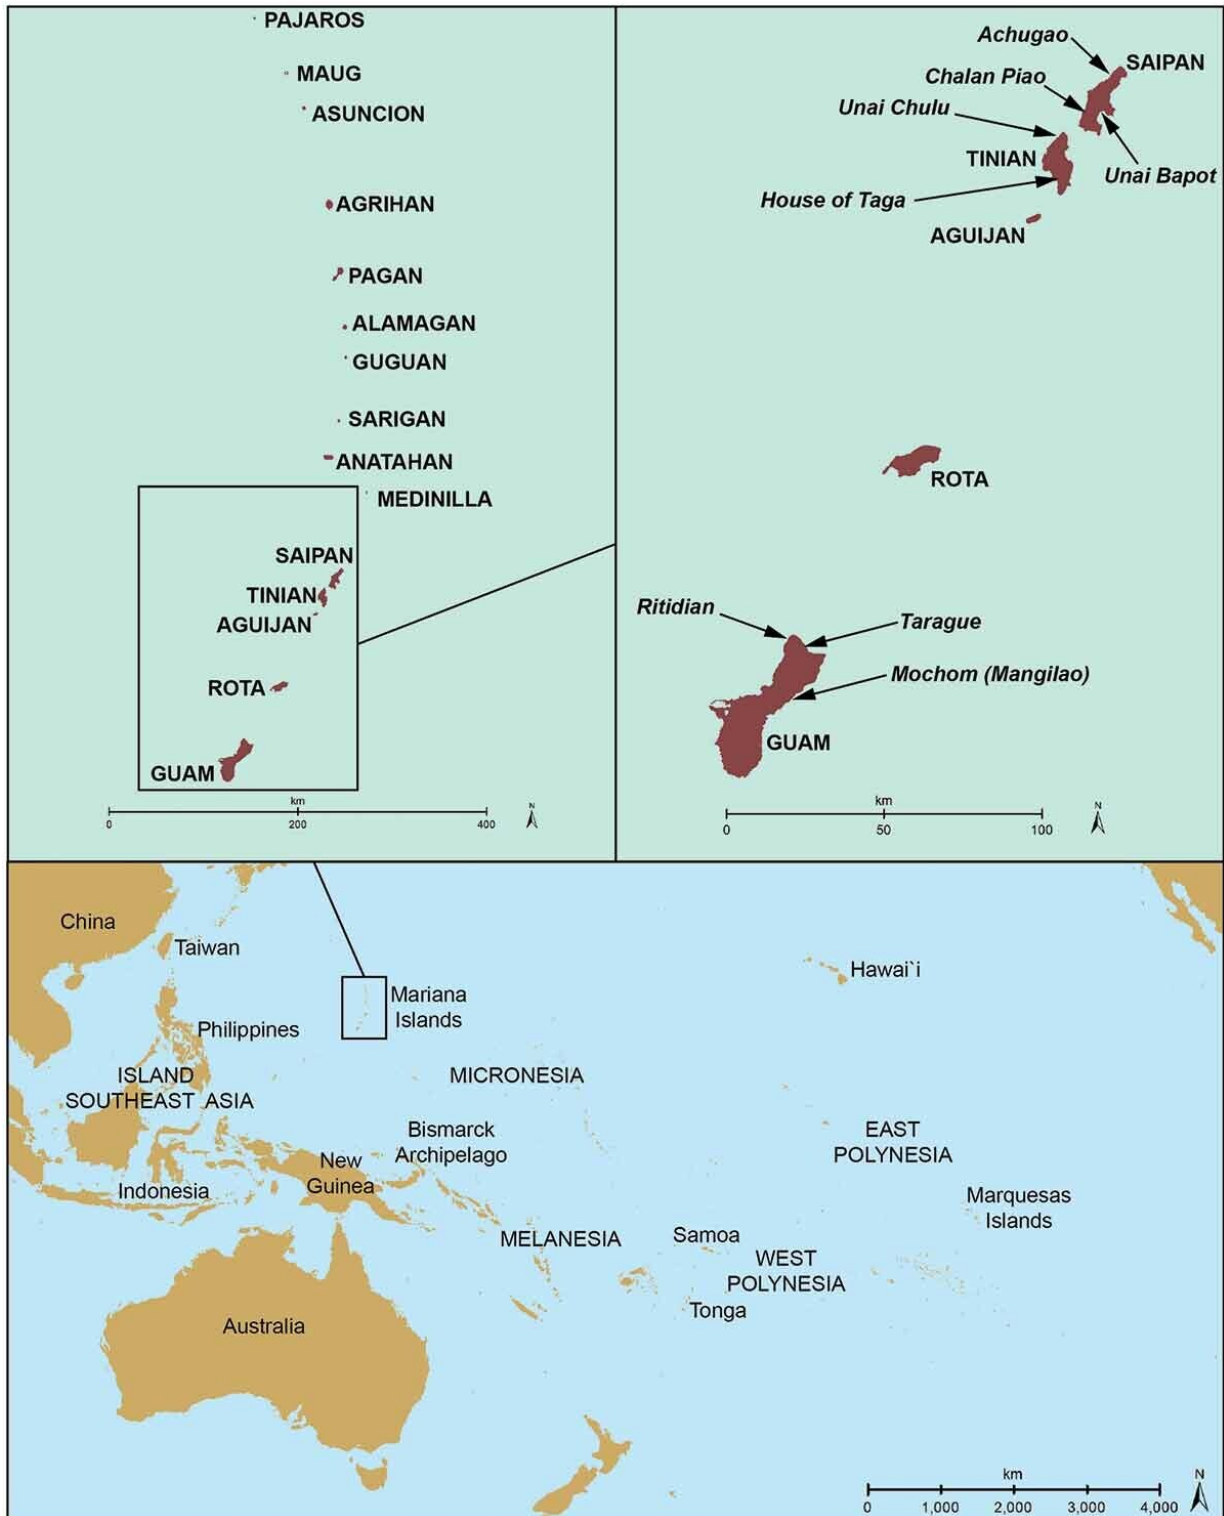 PAJAROS
MAUG
ASUNCION
AGRIHAN
PAGAN
ALAMAGAN
GUGUAN
SARIGAN
ANATAHAN
MEDINILLA
SAIPAN
TINIAN
AGUIJAN
ROTA
GUAM
km
0 200 400
N
Achugao
SAIPAN
Chalan Piao
Unai Chulu
TINIAN
Unai Bapot
House of Taga
AGUIJAN
ROTA
Ritidian
Tarague
Mochom (Mangilao)
GUAM
km
0 50 100
N
China
Taiwan
Hawai`i
Mariana
Islands
Philippines
ISLAND
SOUTHEAST ASIA
MICRONESIA
Bismarck
Archipelago
EAST
POLYNESIA
New
Guinea
Indonesia
Marquesas
Islands
MELANESIA
Samoa
WEST
POLYNESIA
Tonga
Australia
km
0 1,000 2,000 3,000 4,000
N